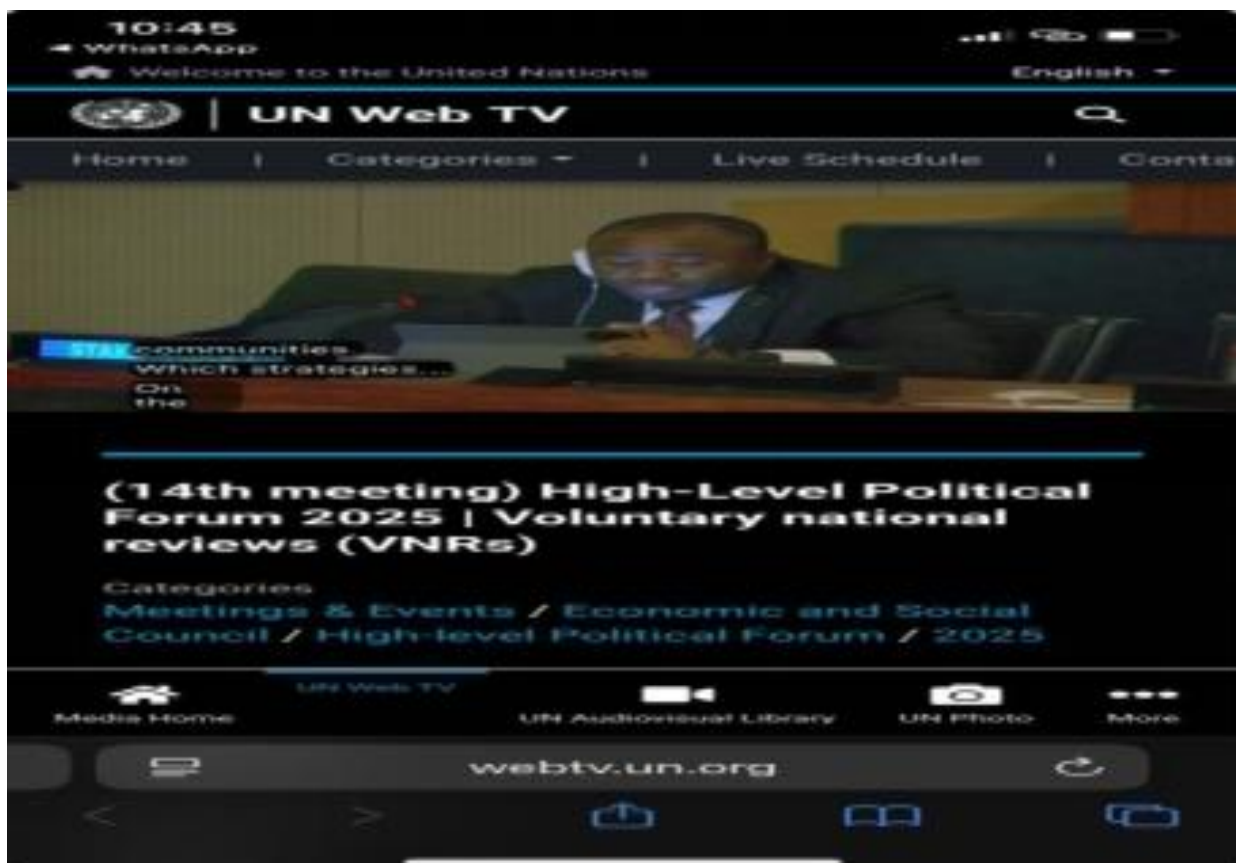 10:45
◄ WhatsApp
Welcome to the United Nations
English
UN Web TV
Home | Categories | Live Schedule | Conta
STAK
communities.
Which strategies...
On
the
(14th meeting) High-Level Political
Forum 2025 | Voluntary national
reviews (VNRs)
Categories
Meetings & Events / Economic and Social
Council / High-level Political Forum / 2025
Media Home
UN Web TV
UN Audiovisual Library
UN Photo
More
webtv.un.org